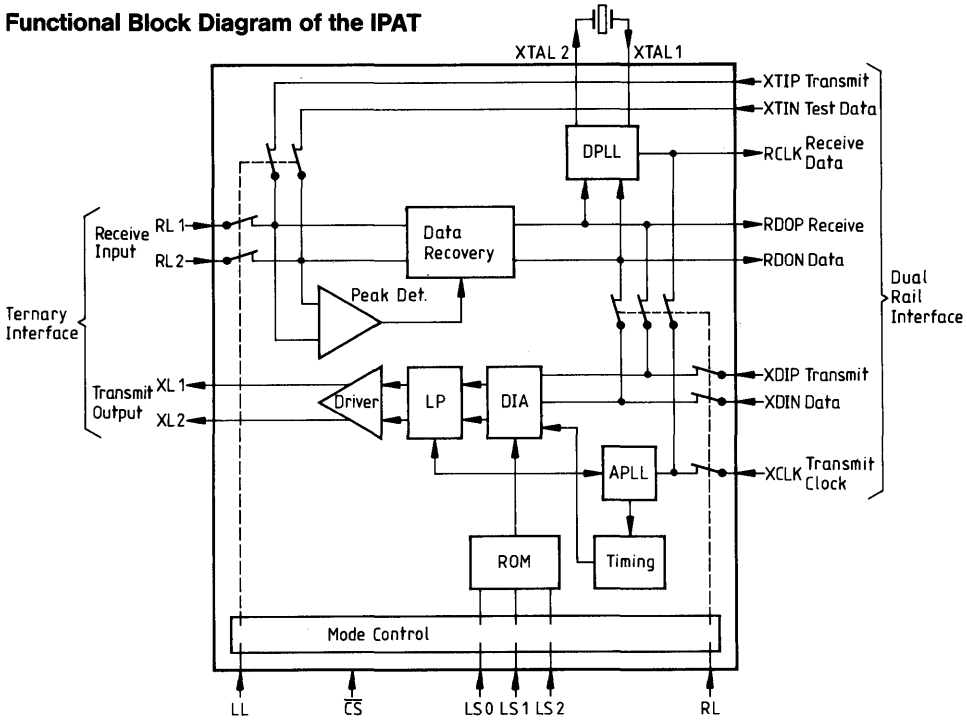 Functional Block Diagram of the IPAT
XTAL 2
XTAL 1
XTIP Transmit
XTIN Test Data
DPLL
RCLK Receive
Data
Receive
Input
RL 1
RL 2
Data
Recovery
RDOP Receive
RDON Data
Peak Det.
Ternary
Interface
Dual
Rail
Interface
Transmit
Output
XL 1
XL 2
Driver
LP
DIA
XDIP Transmit
XDIN Data
APLL
XCLK Transmit
Clock
ROM
Timing
Mode Control
LL
CS
LS 0
LS 1
LS 2
RL